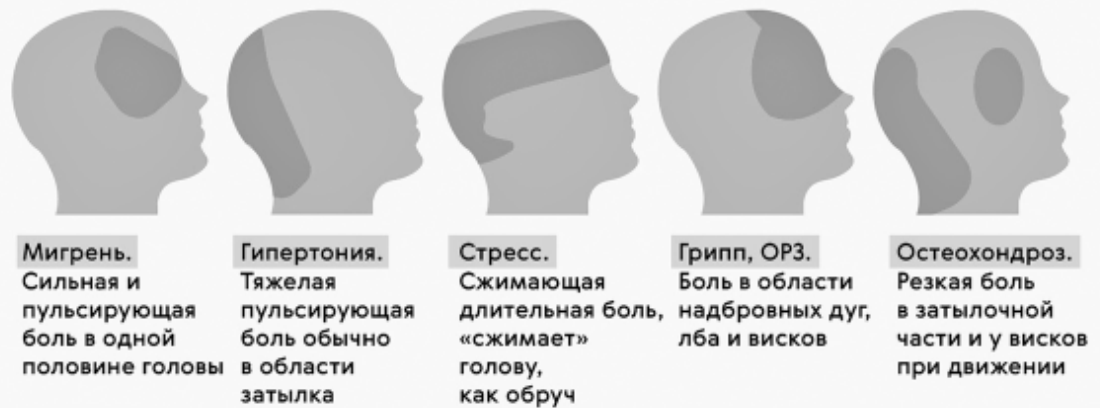 Мигрень.
Сильная и
пульсирующая
боль в одной
половине головы
Гипертония.
Тяжелая
пульсирующая
боль обычно
в области
затылка
Стресс.
Сжимающая
длительная боль,
«сжимает»
голову,
как обруч
Грипп, ОРЗ.
Боль в области
надбровных дуг,
лба и висков
Остеохондроз.
Резкая боль
в затылочной
части и у висков
при движении